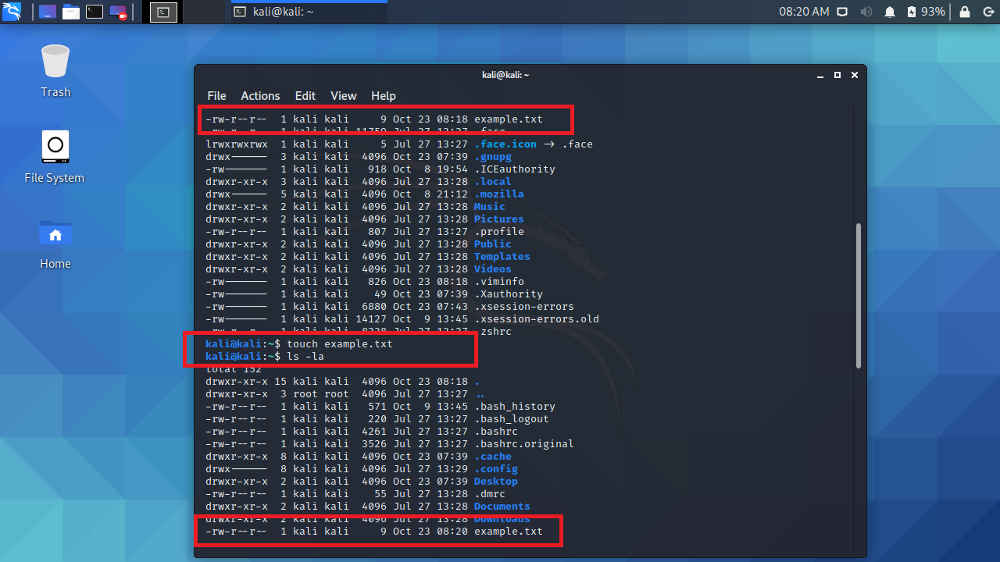 kali@kali: ~
08:20 AM
93%
Trash
File System
Home
kali@kali: ~
File Actions Edit View Help
-rw-r--r-- 1 kali kali 9 Oct 23 08:18 example.txt
-rw-r--r-- 1 kali kali 11759 Jul 27 13:27 .face
lrwxrwxrwx 1 kali kali 5 Jul 27 13:27 .face.icon -> .face
drwx------ 3 kali kali 4096 Oct 23 07:39 .gnupg
-rw------- 1 kali kali 918 Oct 8 19:54 .ICEauthority
drwxr-xr-x 3 kali kali 4096 Jul 27 13:28 .local
drwx------ 5 kali kali 4096 Oct 8 21:12 .mozilla
drwxr-xr-x 2 kali kali 4096 Jul 27 13:28 Music
drwxr-xr-x 2 kali kali 4096 Jul 27 13:28 Pictures
-rw-r--r-- 1 kali kali 807 Jul 27 13:27 .profile
drwxr-xr-x 2 kali kali 4096 Jul 27 13:28 Public
drwxr-xr-x 2 kali kali 4096 Jul 27 13:28 Templates
drwxr-xr-x 2 kali kali 4096 Jul 27 13:28 Videos
-rw------- 1 kali kali 826 Oct 23 08:18 .viminfo
-rw------- 1 kali kali 49 Oct 23 07:39 .Xauthority
-rw------- 1 kali kali 6880 Oct 23 07:43 .xsession-errors
-rw------- 1 kali kali 14127 Oct 9 13:45 .xsession-errors.old
-rw-r--r-- 1 kali kali 8238 Jul 27 13:27 .zshrc
kali@kali:~$ touch example.txt
kali@kali:~$ ls -la
total 152
drwxr-xr-x 15 kali kali 4096 Oct 23 08:18 .
drwxr-xr-x 3 root root 4096 Jul 27 13:27 ..
-rw-r--r-- 1 kali kali 571 Oct 9 13:45 .bash_history
-rw-r--r-- 1 kali kali 220 Jul 27 13:27 .bash_logout
-rw-r--r-- 1 kali kali 4261 Jul 27 13:27 .bashrc
-rw-r--r-- 1 kali kali 3526 Jul 27 13:27 .bashrc.original
drwxr-xr-x 8 kali kali 4096 Oct 23 07:39 .cache
drwx------ 8 kali kali 4096 Jul 27 13:29 .config
drwxr-xr-x 2 kali kali 4096 Oct 23 07:39 Desktop
-rw-r--r-- 1 kali kali 55 Jul 27 13:28 .dmrc
drwxr-xr-x 2 kali kali 4096 Jul 27 13:28 Documents
drwxr-xr-x 2 kali kali 4096 Jul 27 13:28 Downloads
-rw-r--r-- 1 kali kali 9 Oct 23 08:20 example.txt